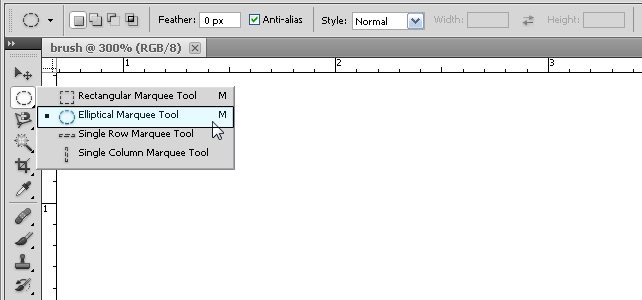 Feather: 0 px Anti-alias Style: Normal Width: Height:
brush @ 300% (RGB/8)
1 2 3
Rectangular Marquee Tool M
Elliptical Marquee Tool M
Single Row Marquee Tool
Single Column Marquee Tool
1